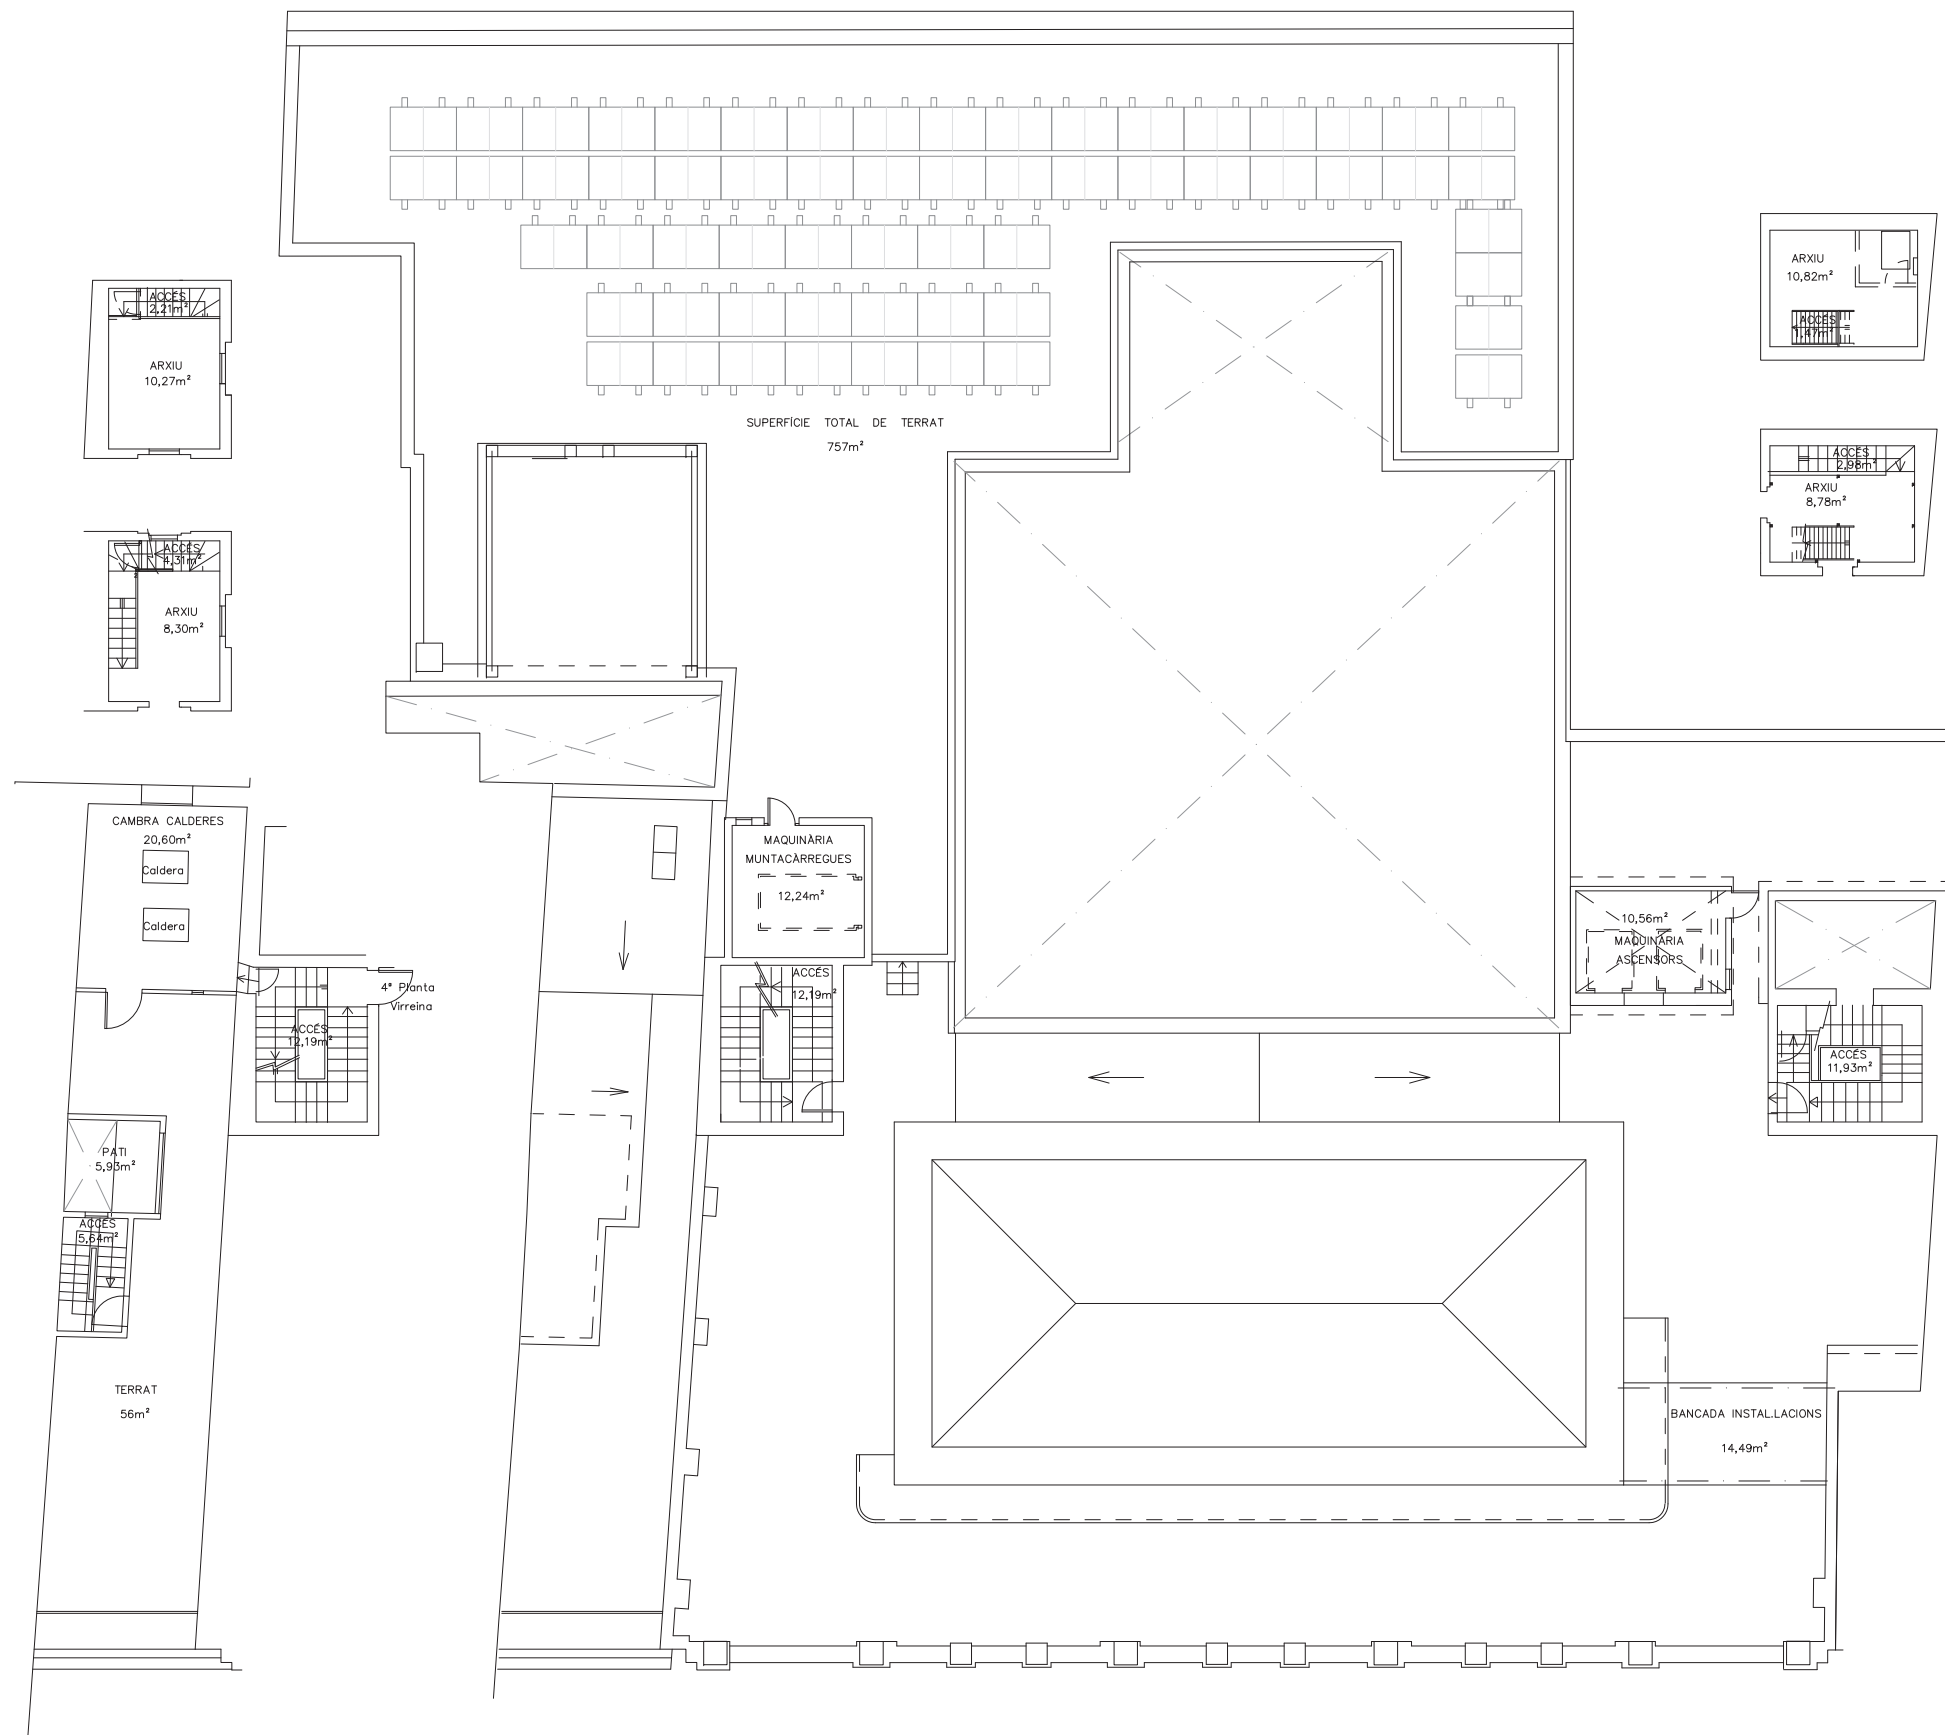 ACCÉS
2,21m²
ARXIU
10,27m²
ACCÉS
4,31m²
ARXIU
8,30m²
SUPERFÍCIE TOTAL DE TERRAT
757m²
ARXIU
10,82m²
ACCÉS
1,47m²
ACCÉS
2,98m²
ARXIU
8,78m²
CAMBRA CALDERES
20,60m²
Caldera
Caldera
4ª Planta
Virreina
ACCÉS
12,19m²
MAQUINÀRIA
MUNTACÀRREGUES
12,24m²
ACCÉS
12,19m²
10,56m²
MAQUINÀRIA
ASCENSORS
ACCÉS
11,93m²
PATI
5,93m²
ACCÉS
5,64m²
TERRAT
56m²
BANCADA INSTAL.LACIONS
14,49m²